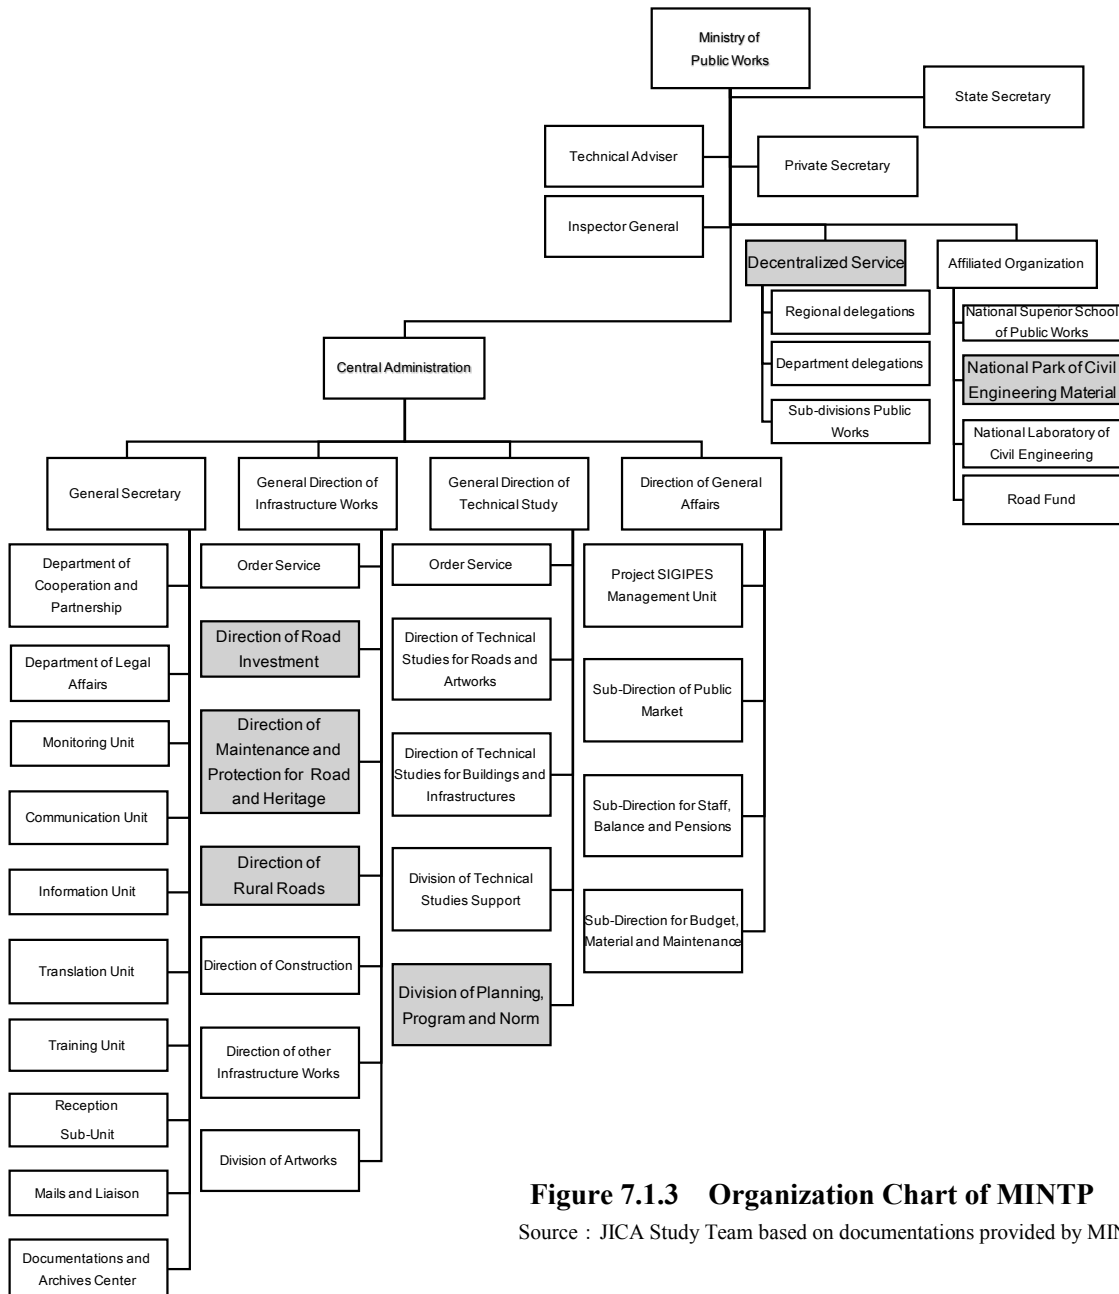 Ministry of
Public Works
State Secretary
Technical Adviser
Private Secretary
Inspector General
Decentralized Service
Affiliated Organization
Regional delegations
National Superior School
of Public Works
Department delegations
National Park of Civil
Engineering Material
Sub-divisions Public
Works
National Laboratory of
Civil Engineering
Road Fund
Central Administration
General Secretary
General Direction of
Infrastructure Works
General Direction of
Technical Study
Direction of General
Affairs
Department of
Cooperation and
Partnership
Department of Legal
Affairs
Monitoring Unit
Communication Unit
Information Unit
Translation Unit
Training Unit
Reception
Sub-Unit
Mails and Liaison
Documentations and
Archives Center
Order Service
Direction of Road
Investment
Direction of
Maintenance and
Protection for Road
and Heritage
Direction of
Rural Roads
Direction of Construction
Direction of other
Infrastructure Works
Division of Artworks
Order Service
Direction of Technical
Studies for Roads and
Artworks
Direction of Technical
Studies for Buildings and
Infrastructures
Division of Technical
Studies Support
Division of Planning,
Program and Norm
Project SIGIPES
Management Unit
Sub-Direction of Public
Market
Sub-Direction for Staff,
Balance and Pensions
Sub-Direction for Budget,
Material and Maintenance
Figure 7.1.3 Organization Chart of MINTP
Source : JICA Study Team based on documentations provided by